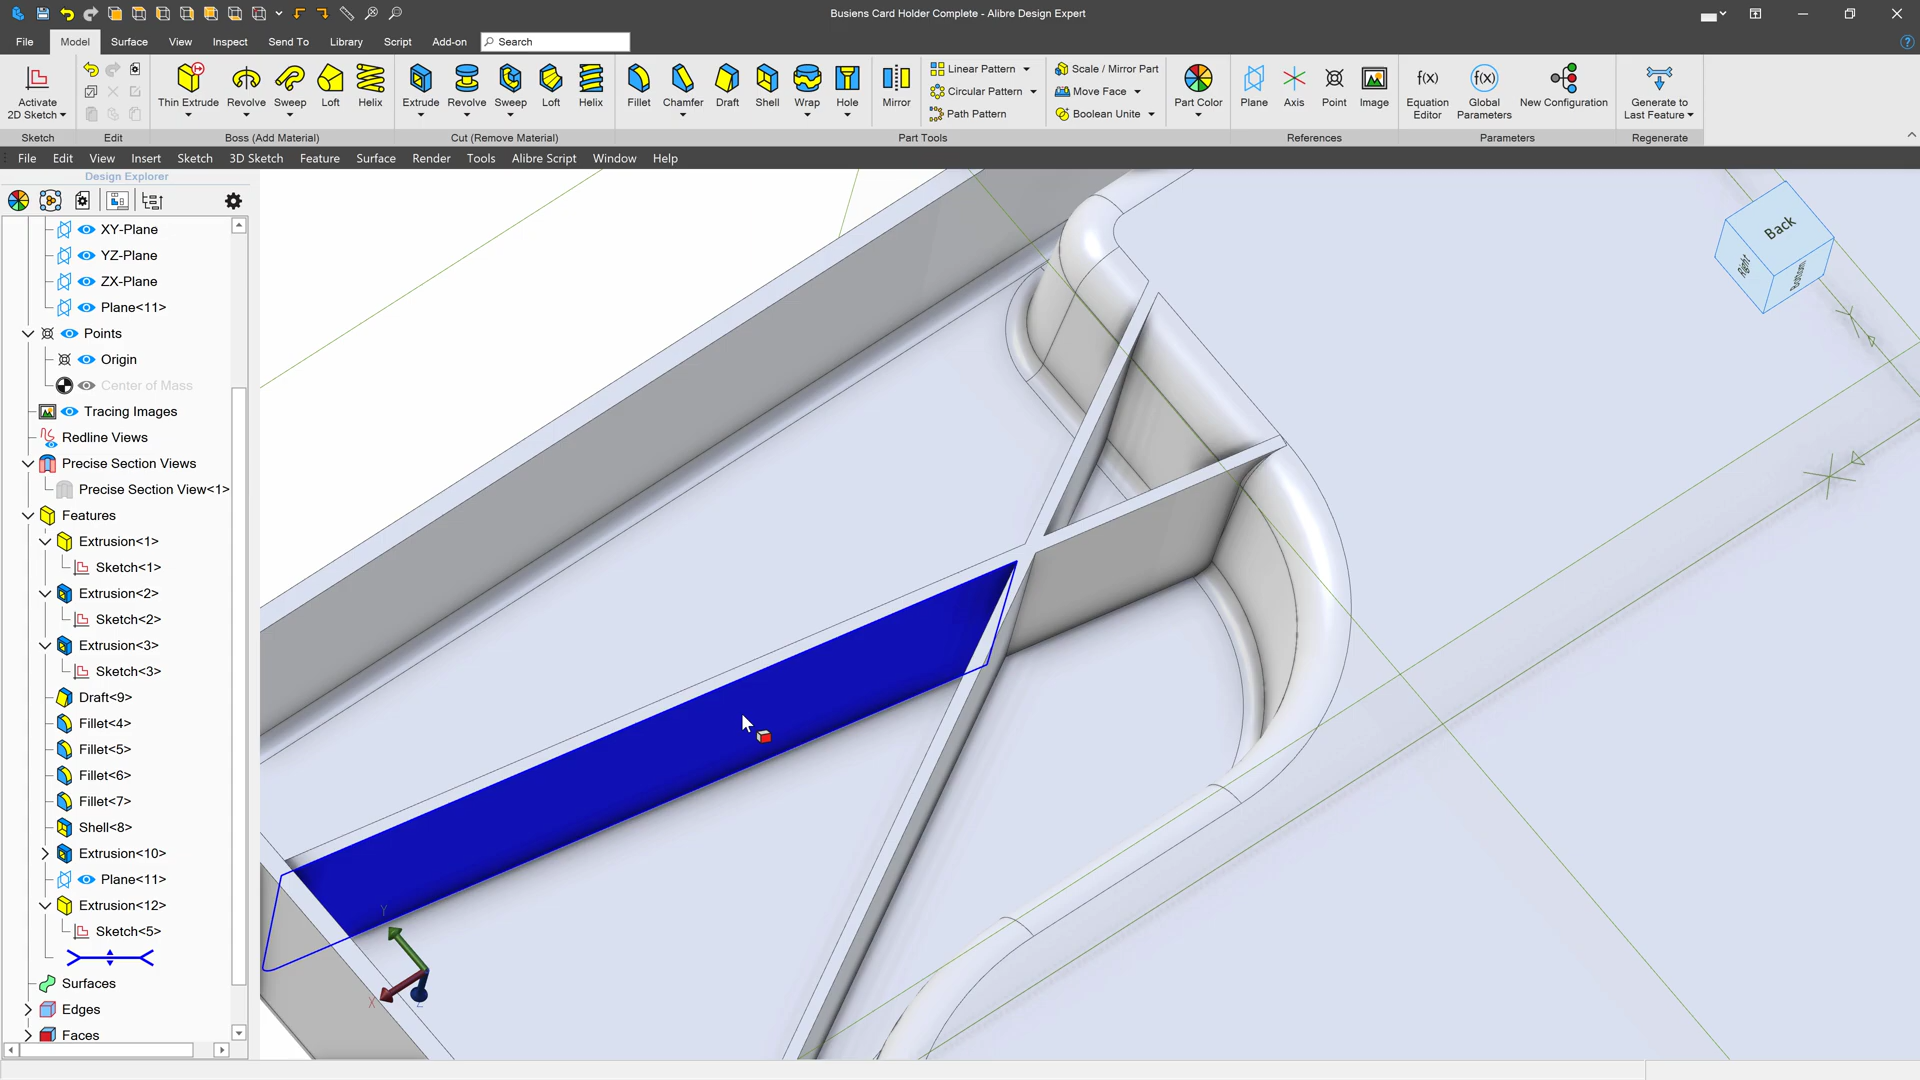 Busiens Card Holder Complete - Alibre Design Expert
File Model Surface View Inspect Send To Library Script Add-on Search
Activate 2D Sketch Thin Extrude Revolve Sweep Loft Helix Extrude Revolve Sweep Loft Helix Fillet Chamfer Draft Shell Wrap Hole Mirror
Linear Pattern
Circular Pattern
Path Pattern
Scale / Mirror Part
Move Face
Boolean Unite
Part Color Plane Axis Point Image
f(x) Equation Editor
f(x) Global Parameters
New Configuration
Generate to Last Feature
Sketch Edit Boss (Add Material) Cut (Remove Material) Part Tools References Parameters Regenerate
File Edit View Insert Sketch 3D Sketch Feature Surface Render Tools Alibre Script Window Help
Design Explorer
XY-Plane
YZ-Plane
ZX-Plane
Plane<11>
Points
Origin
Center of Mass
Tracing Images
Redline Views
Precise Section Views
Precise Section View<1>
Features
Extrusion<1>
Sketch<1>
Extrusion<2>
Sketch<2>
Extrusion<3>
Sketch<3>
Draft<9>
Fillet<4>
Fillet<5>
Fillet<6>
Fillet<7>
Shell<8>
Extrusion<10>
Plane<11>
Extrusion<12>
Sketch<5>
Surfaces
Edges
Faces
Back
Right
Y
X
Z